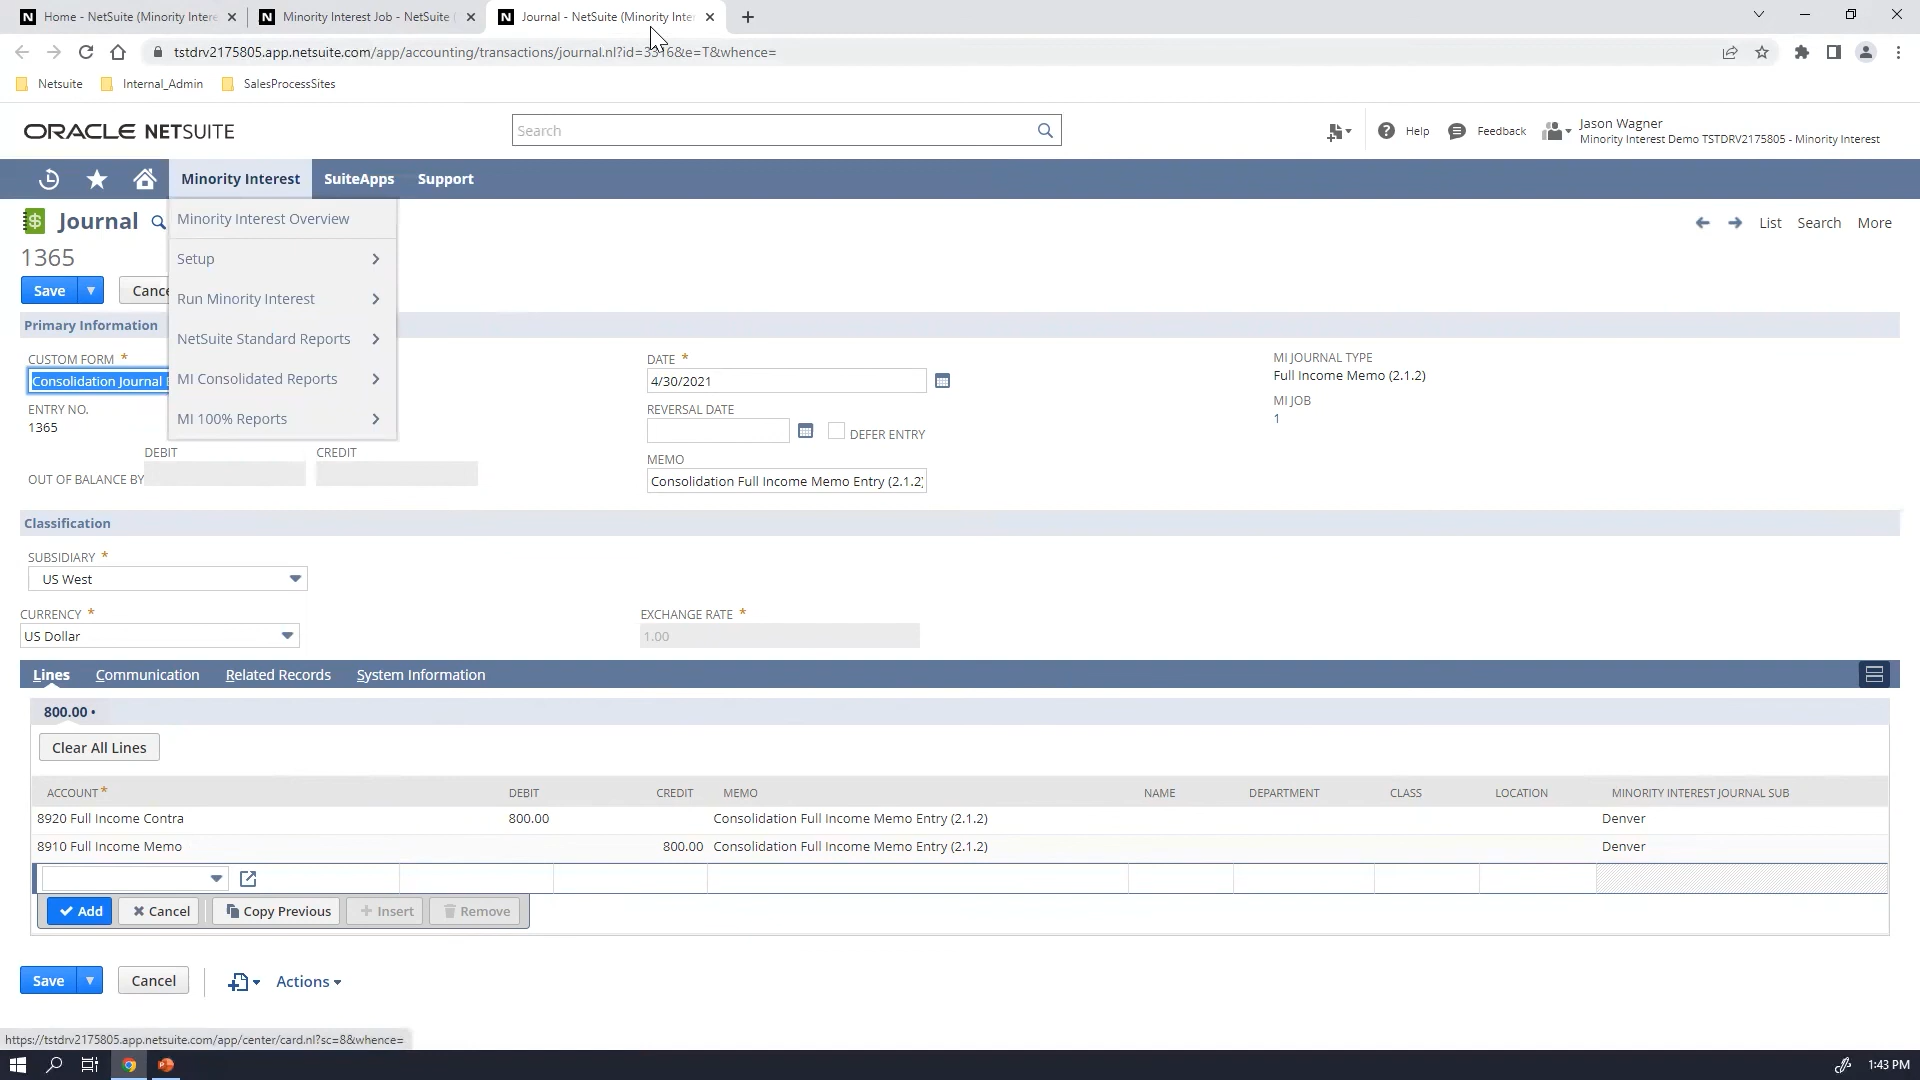 Home - NetSuite (Minority Intere
Minority Interest Job - NetSuite (
Journal - NetSuite (Minority Inter
tstdrv2175805.app.netsuite.com/app/accounting/transactions/journal.nl?id=3316&e=T&whence=
Netsuite
Internal_Admin
SalesProcessSites
ORACLE NETSUITE
Search
Help
Feedback
Jason Wagner
Minority Interest Demo TSTDRV2175805 - Minority Interest
Minority Interest
SuiteApps
Support
Minority Interest Overview
Setup
Run Minority Interest
NetSuite Standard Reports
MI Consolidated Reports
MI 100% Reports
Journal
List
Search
More
1365
Save
Cance
Primary Information
CUSTOM FORM *
Consolidation Journal E
ENTRY NO.
1365
DEBIT
CREDIT
OUT OF BALANCE BY
DATE *
4/30/2021
REVERSAL DATE
DEFER ENTRY
MEMO
Consolidation Full Income Memo Entry (2.1.2)
MI JOURNAL TYPE
Full Income Memo (2.1.2)
MI JOB
1
Classification
SUBSIDIARY *
US West
CURRENCY *
US Dollar
EXCHANGE RATE *
1.00
Lines
Communication
Related Records
System Information
800.00 •
Clear All Lines
ACCOUNT * DEBIT CREDIT MEMO NAME DEPARTMENT CLASS LOCATION MINORITY INTEREST JOURNAL SUB
8920 Full Income Contra 800.00 Consolidation Full Income Memo Entry (2.1.2) Denver
8910 Full Income Memo 800.00 Consolidation Full Income Memo Entry (2.1.2) Denver
Add
Cancel
Copy Previous
Insert
Remove
Save
Cancel
Actions
https://tstdrv2175805.app.netsuite.com/app/center/card.nl?sc=8&whence=
1:43 PM